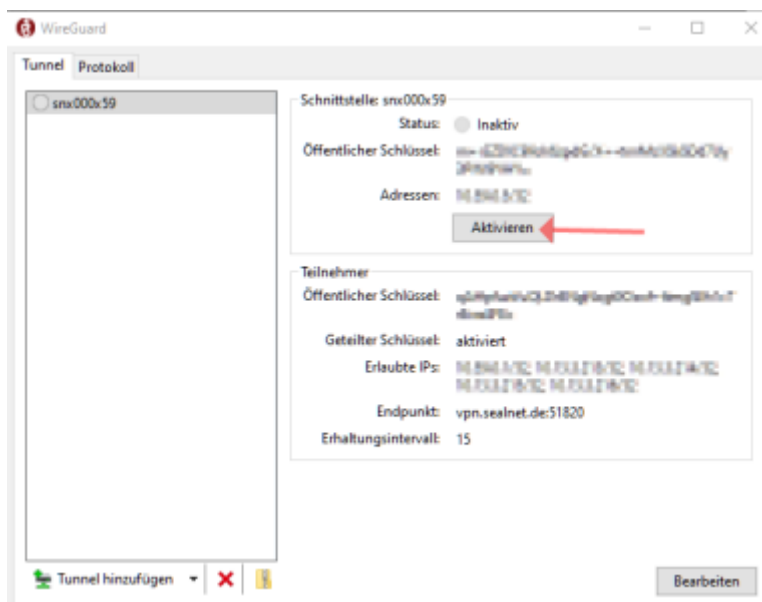 WireGuard
Tunnel Protokoll
snx000x59
Schnittstelle: snx000x59
Status: Inaktiv
Öffentlicher Schlüssel:
Adressen:
Aktivieren
Teilnehmer
Öffentlicher Schlüssel:
Geteilter Schlüssel: aktiviert
Erlaubte IPs:
Endpunkt: vpn.sealnet.de:51820
Erhaltungsintervall: 15
Tunnel hinzufügen
Bearbeiten